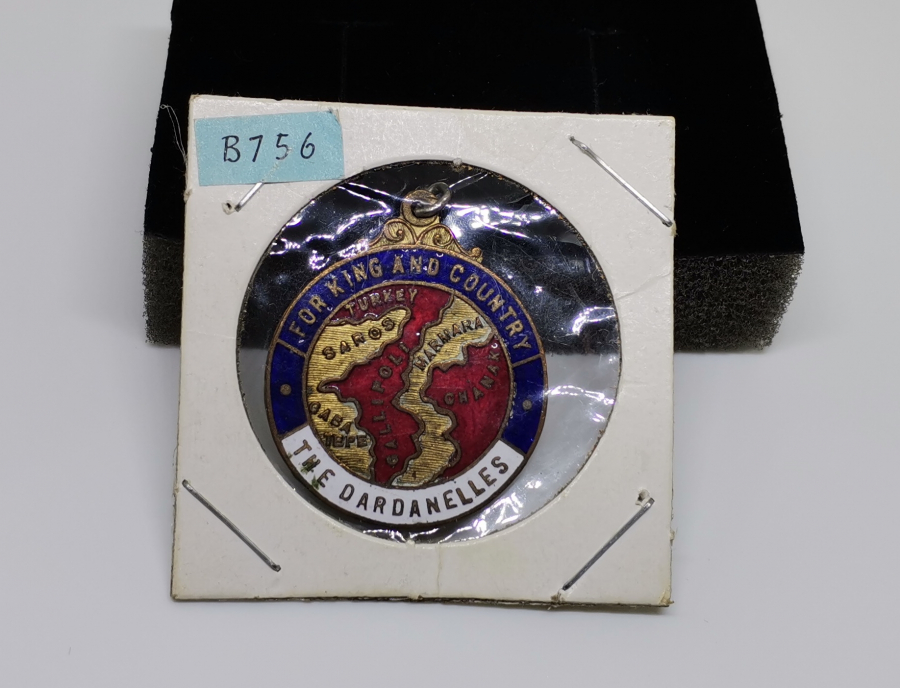 B756
FOR KING AND COUNTRY
TURKEY
SAROS
MARMARA
GALLIPOLI
CHANAK
GABA
TEPE
THE DARDANELLES